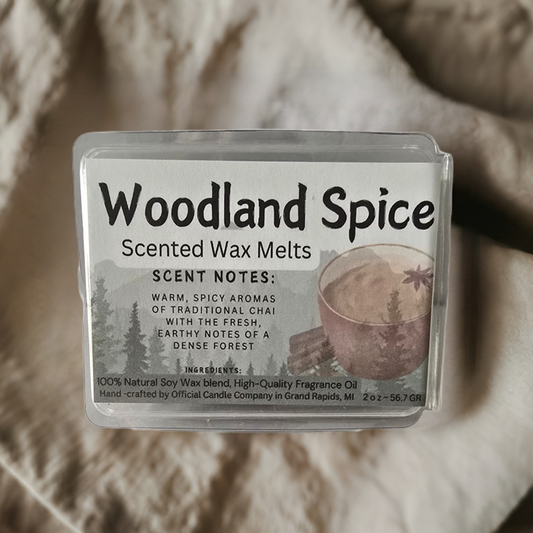 Woodland Spice
Scented Wax Melts
SCENT NOTES:
WARM, SPICY AROMAS
OF TRADITIONAL CHAI
WITH THE FRESH,
EARTHY NOTES OF A
DENSE FOREST
INGREDIENTS:
100% Natural Soy Wax blend, High-Quality Fragrance Oil
Hand -crafted by Official Candle Company in Grand Rapids, MI 2 oz ~ 56.7 GR